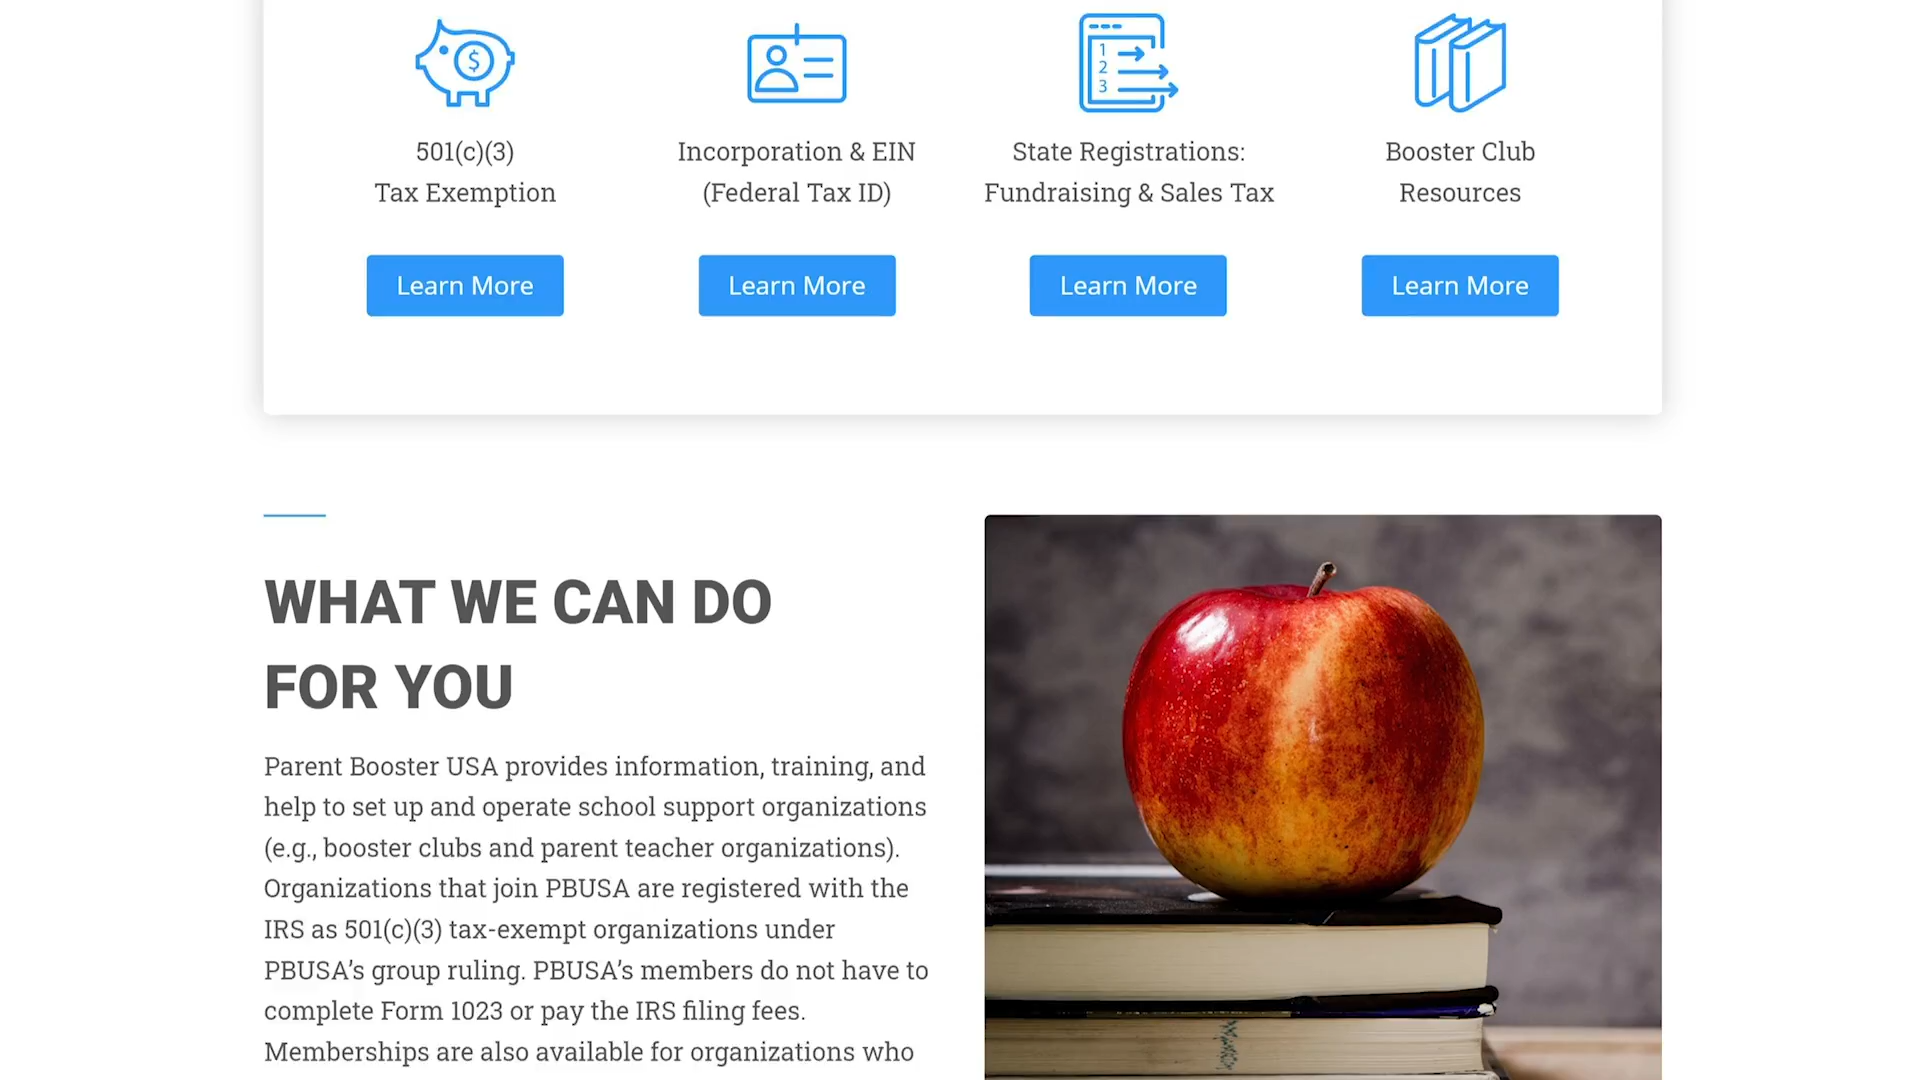 $
1
2
3
501(c)(3)
Tax Exemption
Learn More
Incorporation & EIN
(Federal Tax ID)
Learn More
State Registrations:
Fundraising & Sales Tax
Learn More
Booster Club
Resources
Learn More
WHAT WE CAN DO
FOR YOU
Parent Booster USA provides information, training, and
help to set up and operate school support organizations
(e.g., booster clubs and parent teacher organizations).
Organizations that join PBUSA are registered with the
IRS as 501(c)(3) tax-exempt organizations under
PBUSA’s group ruling. PBUSA’s members do not have to
complete Form 1023 or pay the IRS filing fees.
Memberships are also available for organizations who